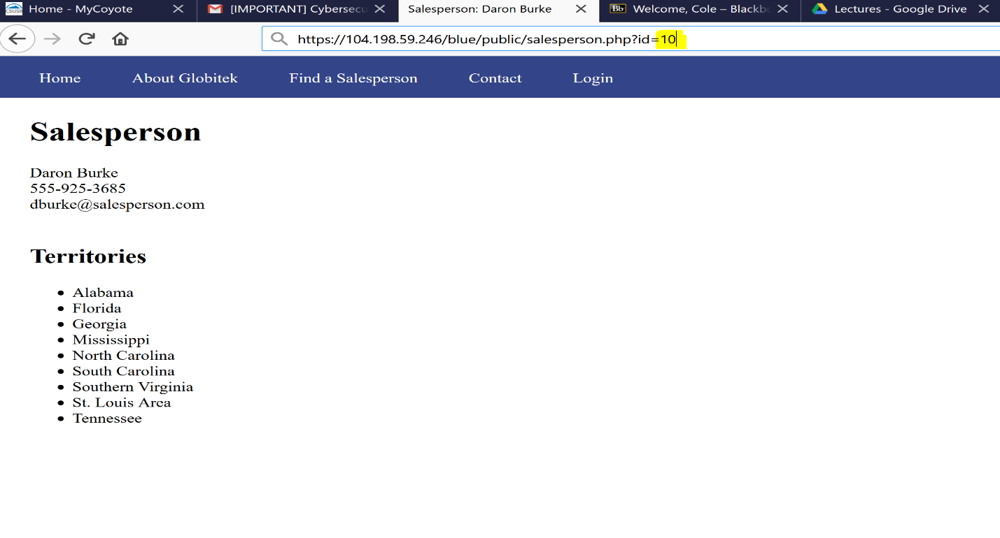 CSUSB Home - MyCoyote
[IMPORTANT] Cybersecu
Salesperson: Daron Burke
Bb Welcome, Cole – Blackbo
Lectures - Google Drive
https://104.198.59.246/blue/public/salesperson.php?id=10
Home About Globitek Find a Salesperson Contact Login
Salesperson
Daron Burke
555-925-3685
dburke@salesperson.com
Territories
Alabama
Florida
Georgia
Mississippi
North Carolina
South Carolina
Southern Virginia
St. Louis Area
Tennessee